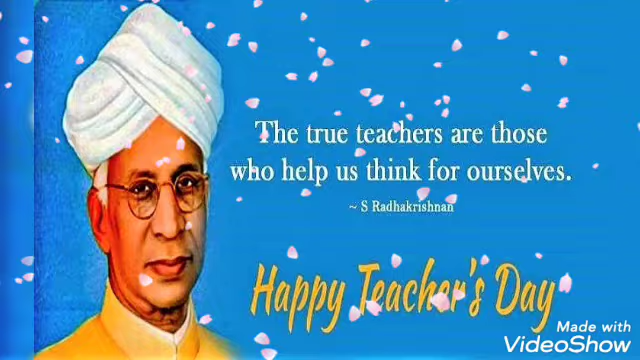 The true teachers are those
who help us think for ourselves.
~ S Radhakrishnan
Happy Teacher's Day
Made with
VideoShow